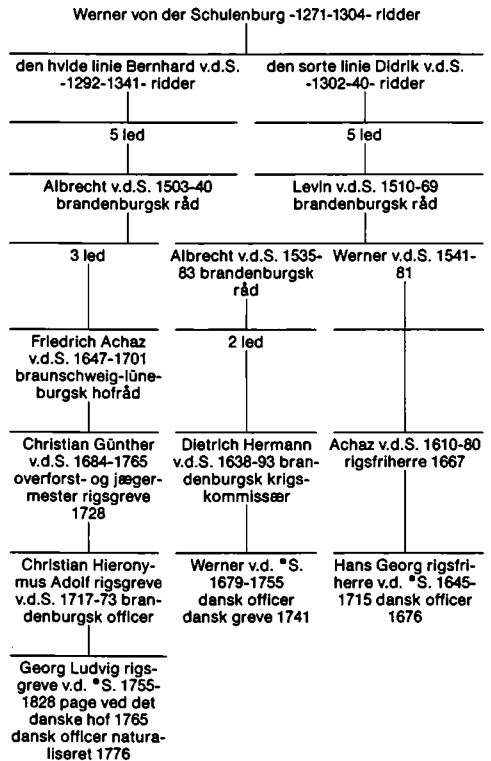 Werner von der Schulenburg -1271-1304- ridder
den hvide linie Bernhard v.d.S.
-1292-1341- ridder
den sorte linie Didrik v.d.S.
-1302-40- ridder
5 led
5 led
Albrecht v.d.S. 1503-40
brandenburgsk råd
Levin v.d.S. 1510-69
brandenburgsk råd
3 led
Albrecht v.d.S. 1535-
83 brandenburgsk
råd
Werner v.d.S. 1541-
81
Friedrich Achaz
v.d.S. 1647-1701
braunschweig-lüne-
burgsk hofråd
2 led
Christian Günther
v.d.S. 1684-1765
overforst- og jæger-
mester rigsgreve
1728
Dietrich Hermann
v.d.S. 1638-93 bran-
denburgsk krigs-
kommissær
Achaz v.d.S. 1610-80
rigsfriherre 1667
Christian Hierony-
mus Adolf rigsgreve
v.d.S. 1717-73 bran-
denburgsk officer
Werner v.d. *S.
1679-1755
dansk officer
dansk greve 1741
Hans Georg rigsfri-
herre v.d. *S. 1645-
1715 dansk officer
1676
Georg Ludvig rigs-
greve v.d. *S. 1755-
1828 page ved det
danske hof 1765
dansk officer natura-
liseret 1776